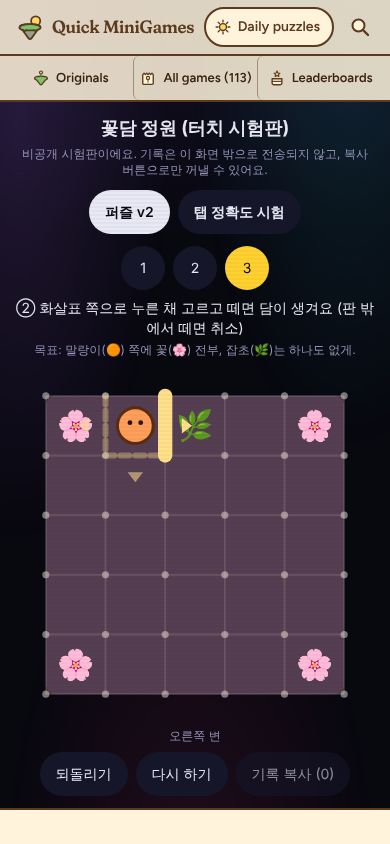 Quick MiniGames
Daily puzzles
Originals
All games (113)
Leaderboards
꽃담 정원 (터치 시험판)
비공개 시험판이에요. 기록은 이 화면 밖으로 전송되지 않고, 복사
버튼으로만 꺼낼 수 있어요.
퍼즐 v2
탭 정확도 시험
1
2
3
② 화살표 쪽으로 누른 채 고르고 떼면 담이 생겨요 (판 밖
에서 떼면 취소)
목표: 말랑이(🟠) 쪽에 꽃(🌸) 전부, 잡초(🌿)는 하나도 없게.
오른쪽 변
되돌리기
다시 하기
기록 복사 (0)